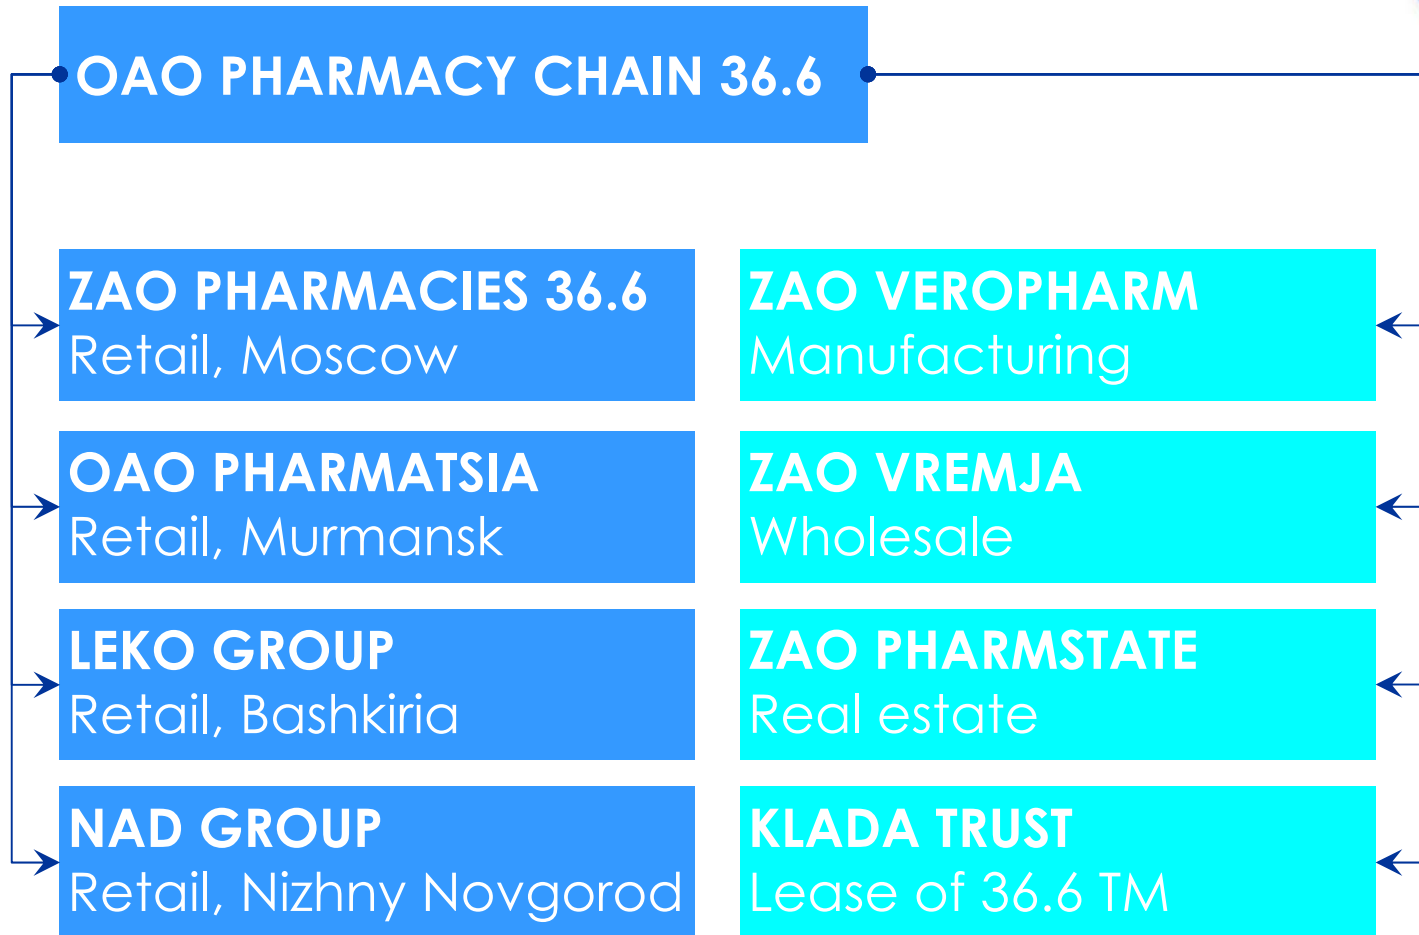 OAO PHARMACY CHAIN 36.6
ZAO PHARMACIES 36.6
Retail, Moscow
OAO PHARMATSIA
Retail, Murmansk
LEKO GROUP
Retail, Bashkiria
NAD GROUP
Retail, Nizhny Novgorod
ZAO VEROPHARM
Manufacturing
ZAO VREMJA
Wholesale
ZAO PHARMSTATE
Real estate
KLADA TRUST
Lease of 36.6 TM